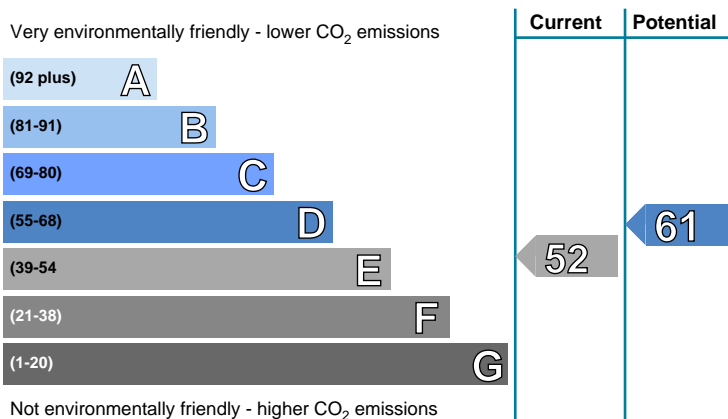 Very environmentally friendly - lower CO2 emissions
Current
Potential
(92 plus) A
(81-91) B
(69-80) C
(55-68) D
(39-54 E
(21-38) F
(1-20) G
52
61
Not environmentally friendly - higher CO2 emissions